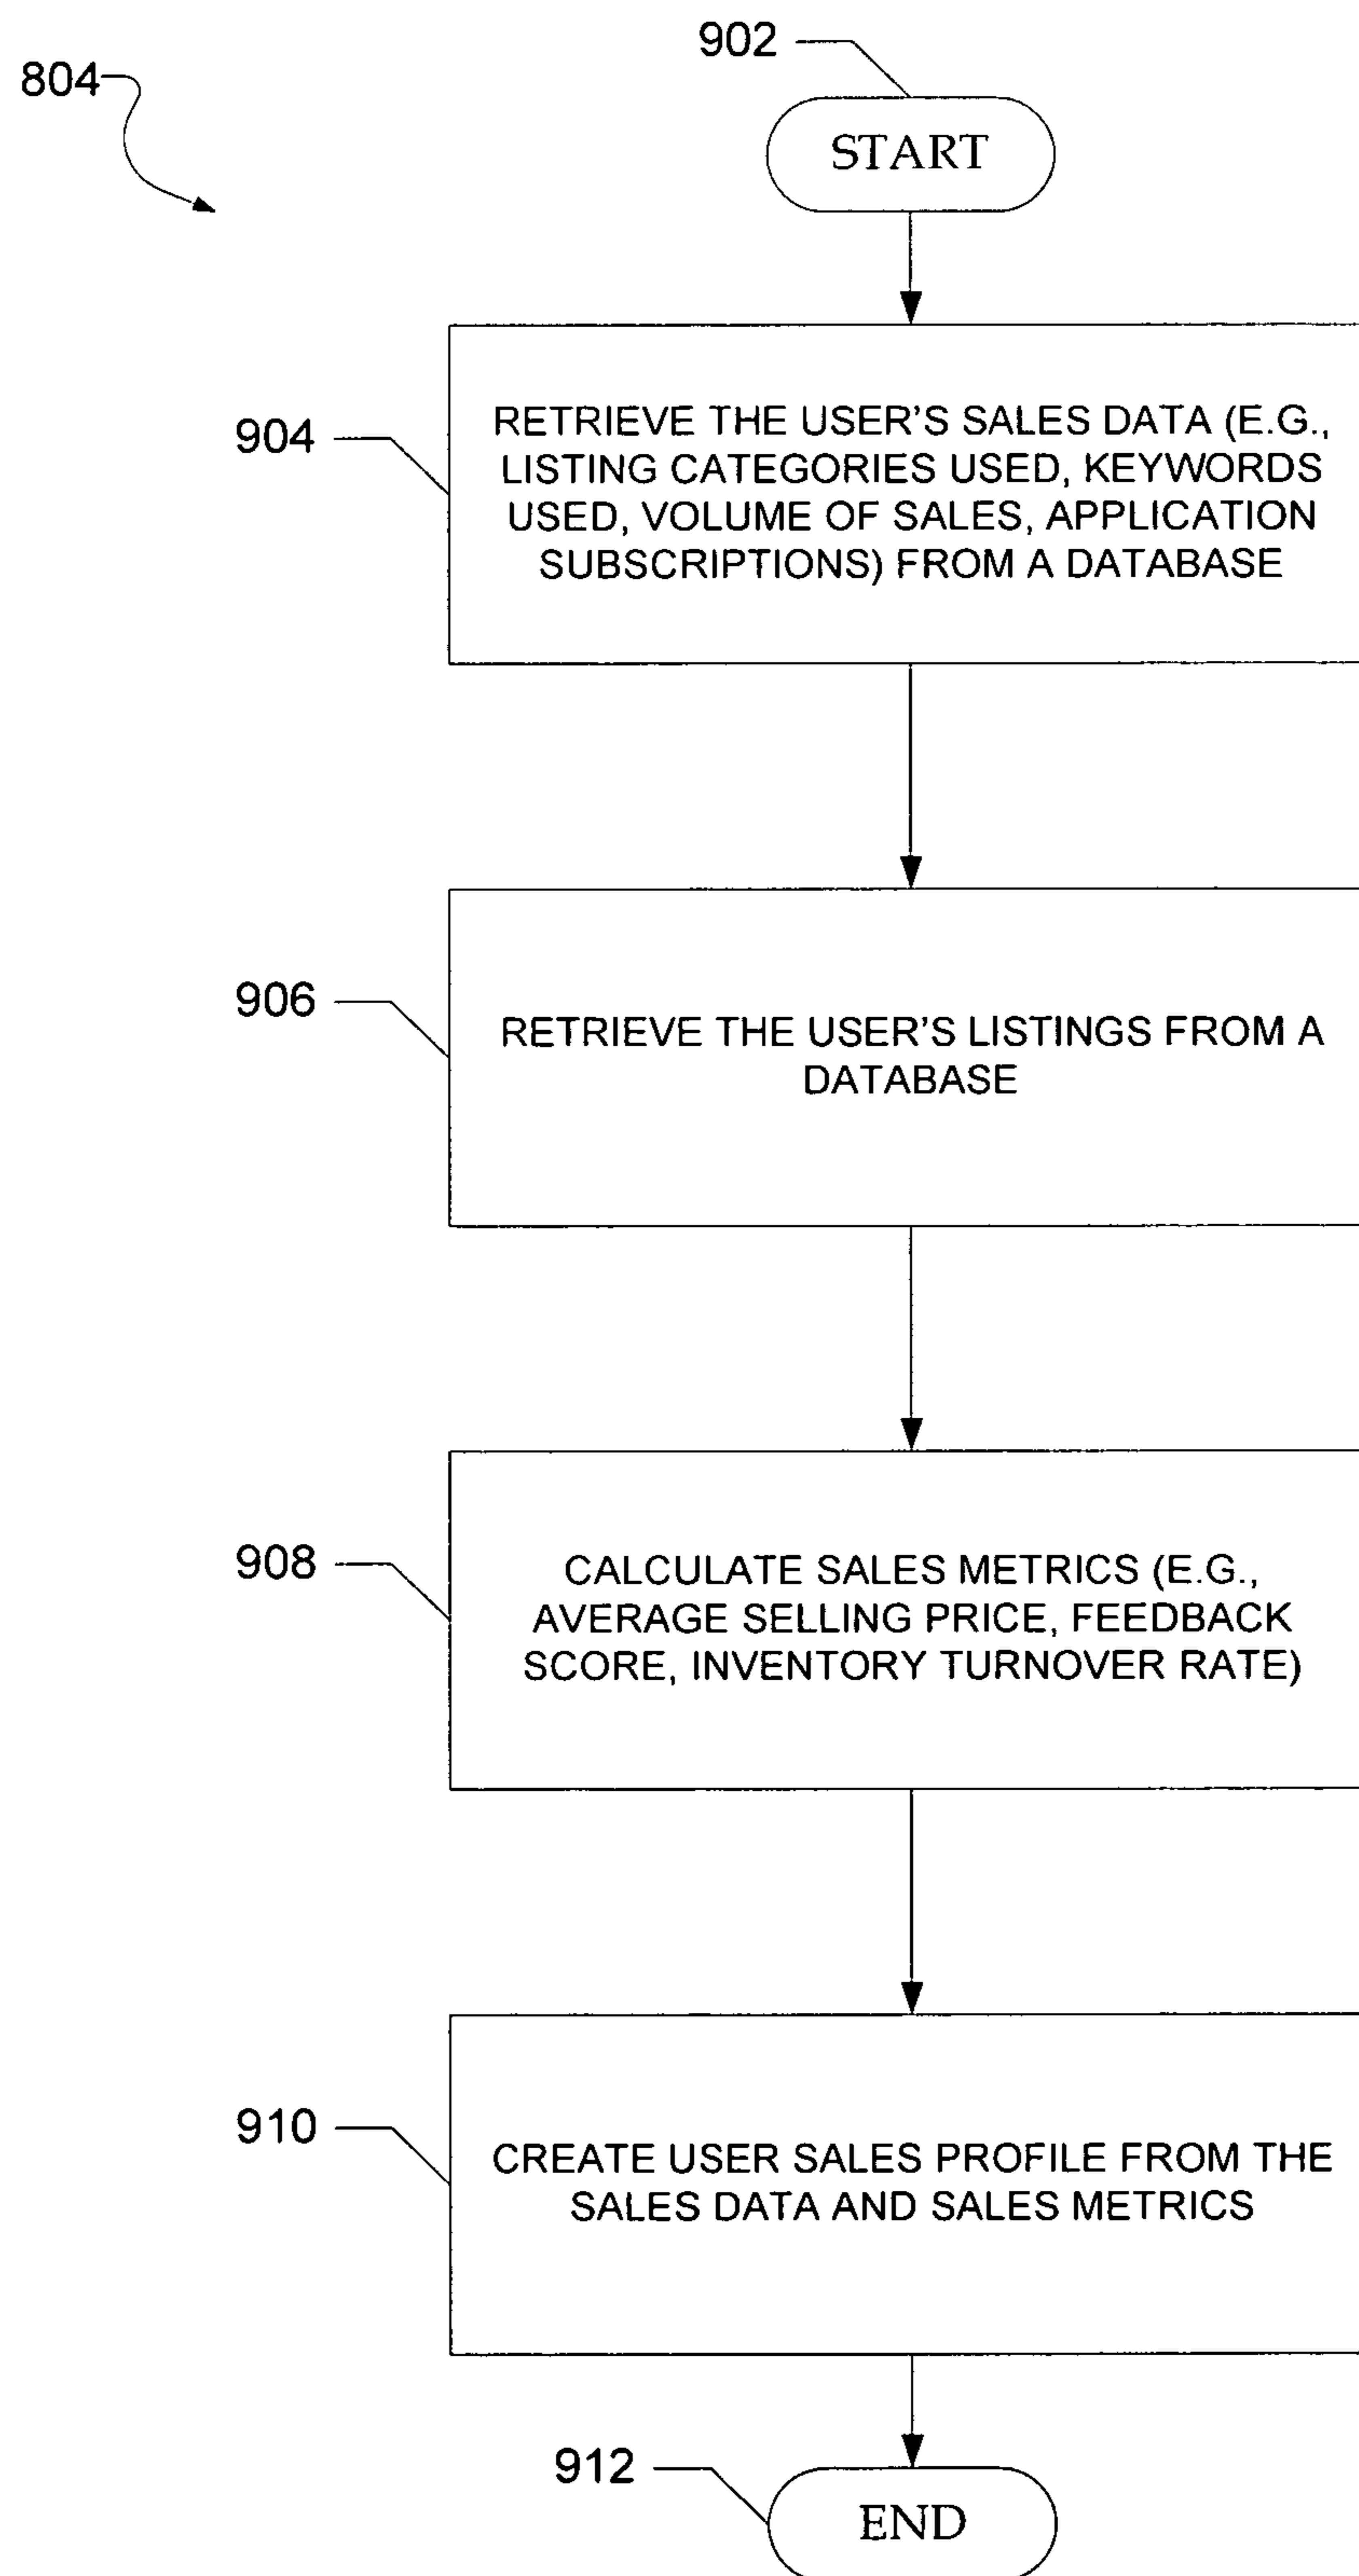 902
804
START
904
RETRIEVE THE USER'S SALES DATA (E.G.,
LISTING CATEGORIES USED, KEYWORDS
USED, VOLUME OF SALES, APPLICATION
SUBSCRIPTIONS) FROM A DATABASE
906
RETRIEVE THE USER'S LISTINGS FROM A
DATABASE
908
CALCULATE SALES METRICS (E.G.,
AVERAGE SELLING PRICE, FEEDBACK
SCORE, INVENTORY TURNOVER RATE)
910
CREATE USER SALES PROFILE FROM THE
SALES DATA AND SALES METRICS
912
END